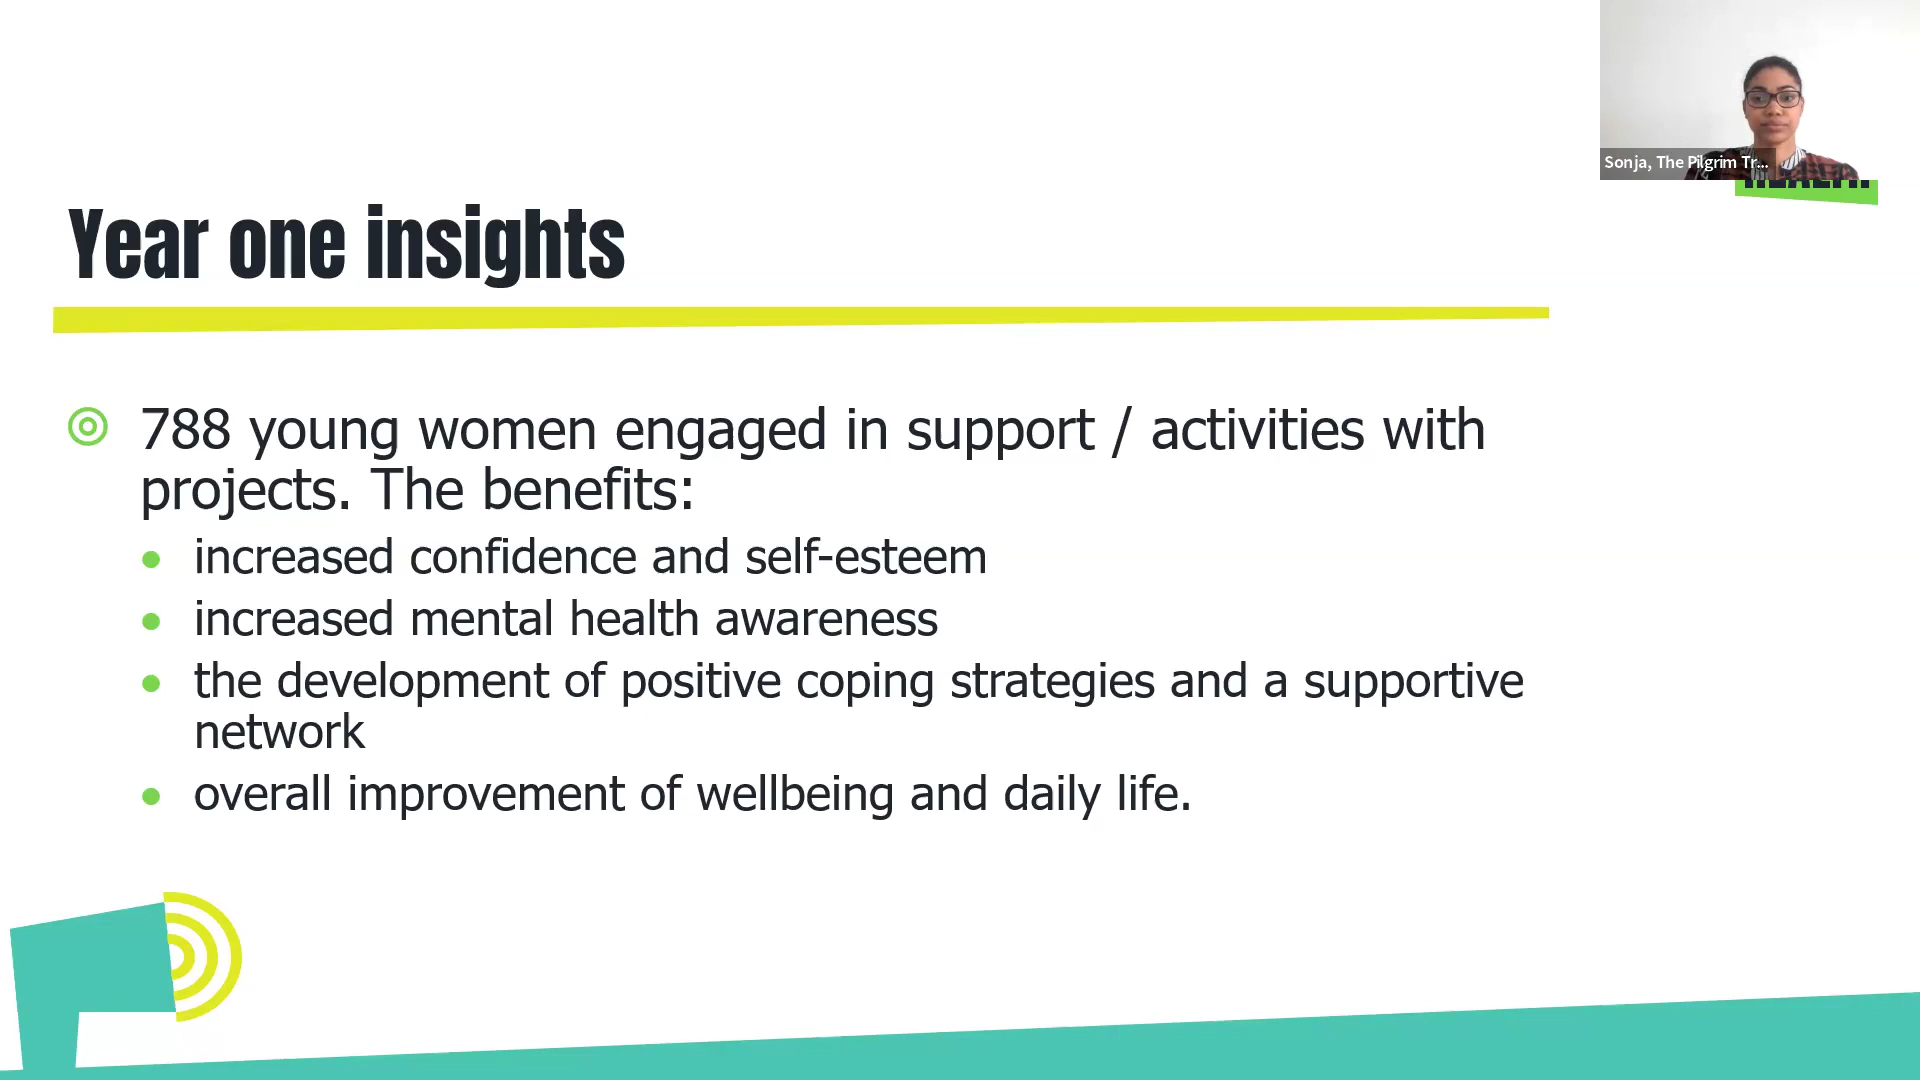 Sonja, The Pilgrim Tr...
Year one insights
788 young women engaged in support / activities with
projects. The benefits:
increased confidence and self-esteem
increased mental health awareness
the development of positive coping strategies and a supportive
network
overall improvement of wellbeing and daily life.